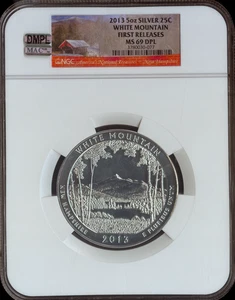 2013 5oz SILVER 25C
WHITE MOUNTAIN
FIRST RELEASES
MS 69 DPL
DMPL
MAC
NGC
WHITE MOUNTAIN
NEW HAMPSHIRE
2013
E PLURIBUS UNUM